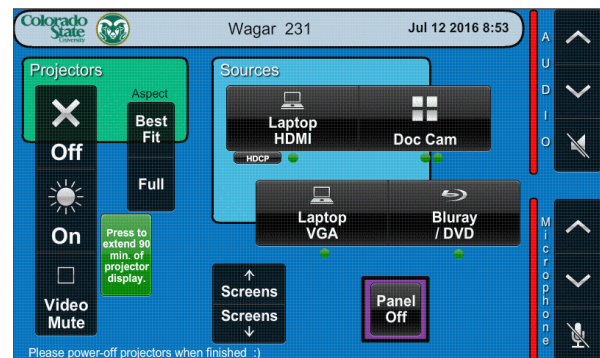 Colorado
State
University
Wagar 231
Jul 12 2016 8:53
Projectors
Aspect
Off
On
Video
Mute
Best
Fit
Full
Press to
extend 90
min. of
projector
display.
Sources
Laptop
HDMI
HDCP
Doc Cam
Laptop
VGA
Bluray
/ DVD
Screens
Screens
Panel
Off
AUDIO
Microphone
Please power-off projectors when finished :)